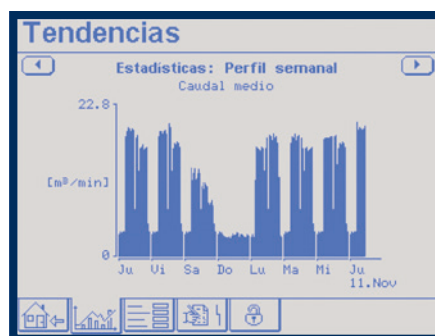 Tendencias
Estadísticas: Perfil semanal
Caudal medio
22.8
[m³/min]
0
Ju Vi Sa Do Lu Ma Mi Ju
11.Nov